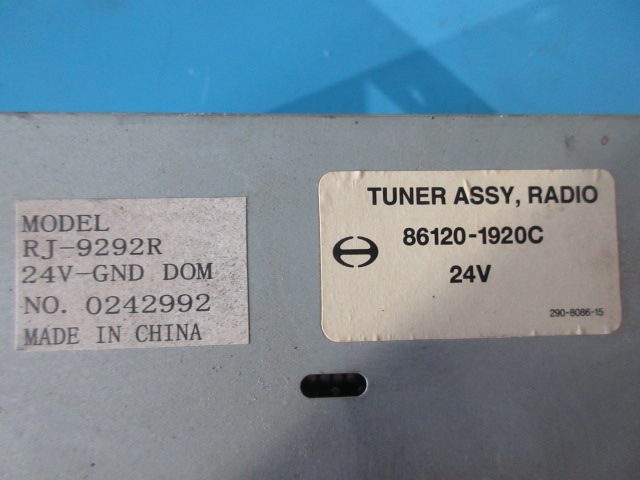 MODEL
RJ-9292R
24V-GND DOM
NO. 0242992
MADE IN CHINA
TUNER ASSY, RADIO
86120-1920C
24V
290-8086-15